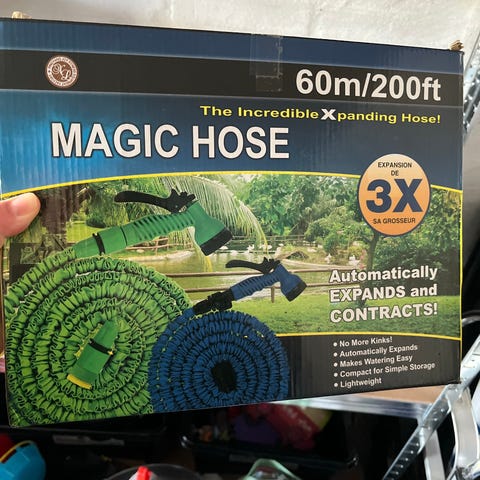 60m/200ft
The Incredible Xpanding Hose!
MAGIC HOSE
EXPANSION
DE
3X
SA GROSSEUR
Automatically
EXPANDS and
CONTRACTS!
• No More Kinks!
• Automatically Expands
• Makes Watering Easy
• Compact for Simple Storage
• Lightweight